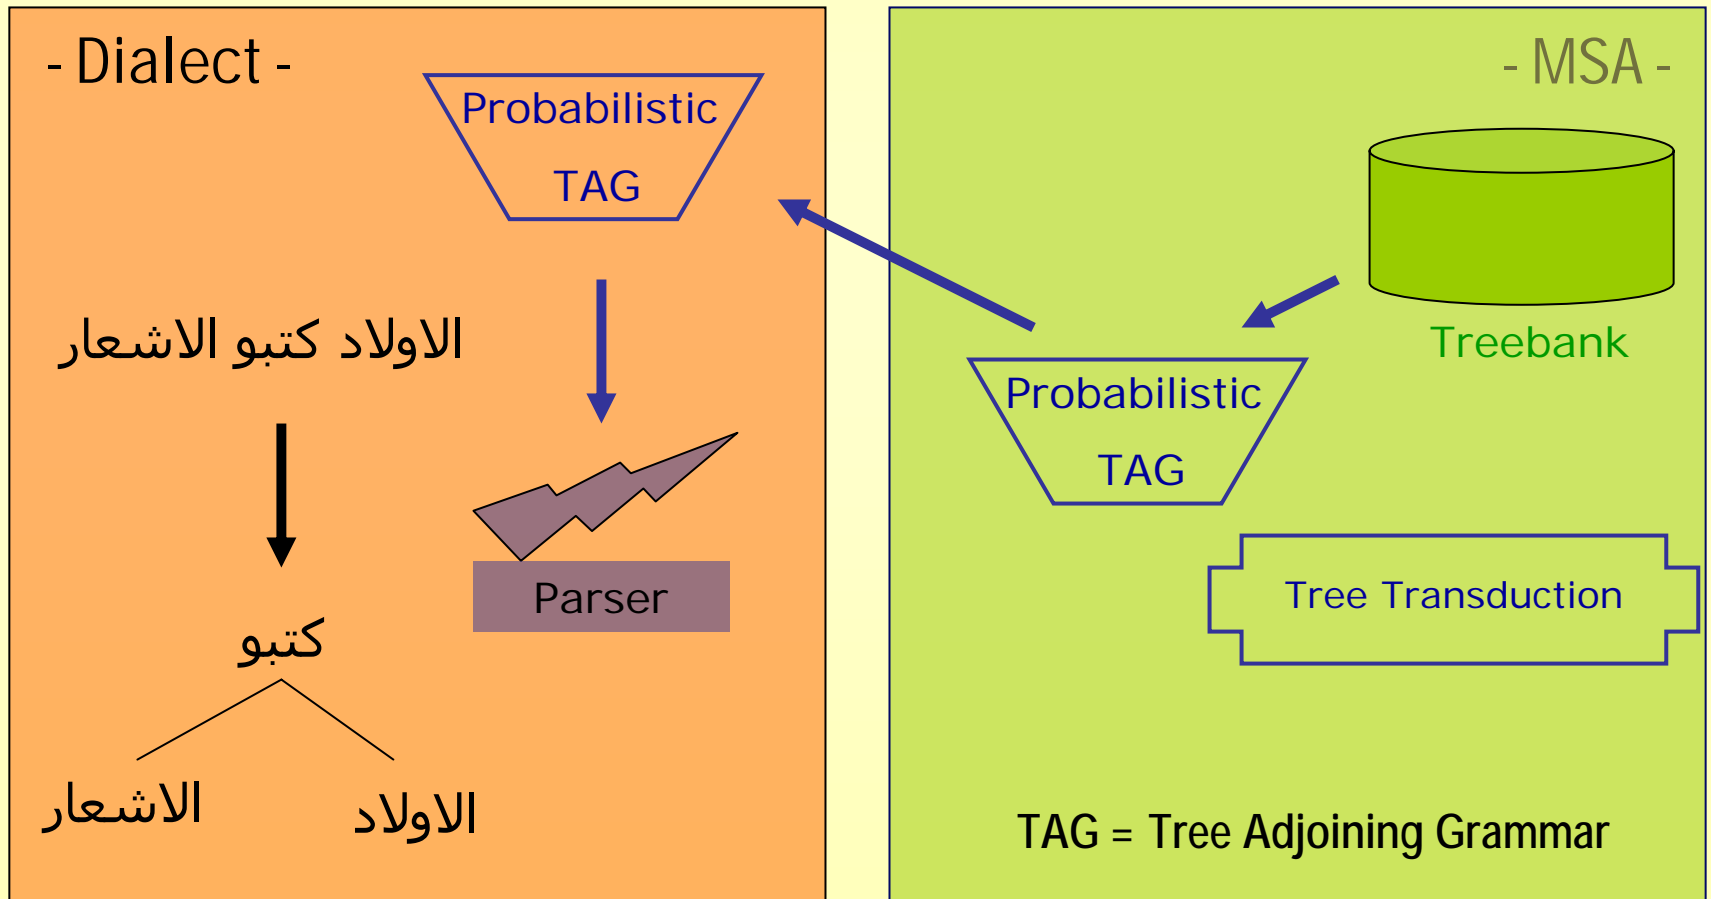 - Dialect -
Probabilistic
TAG
الاولاد كتبو الاشعار
Parser
كتبو
الاشعار
الاولاد
- MSA -
Treebank
Probabilistic
TAG
Tree Transduction
TAG = Tree Adjoining Grammar